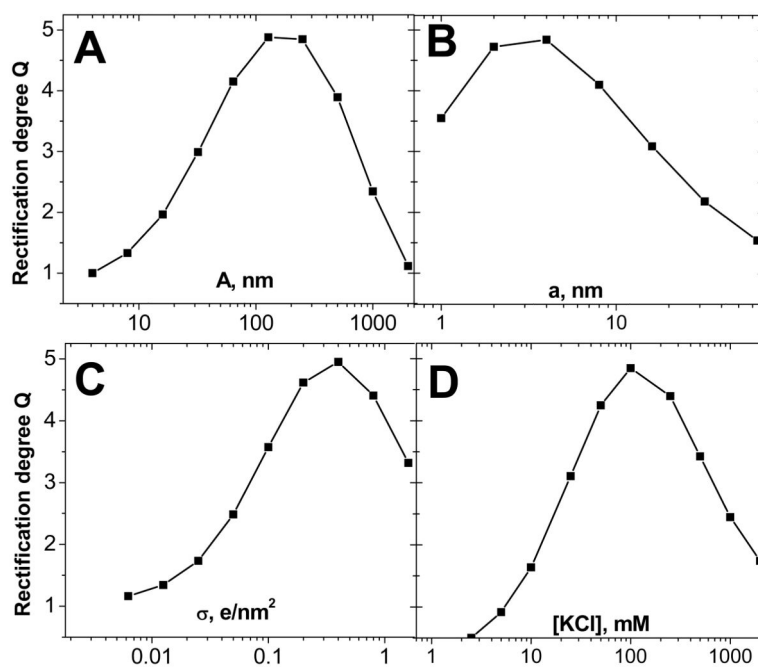 A
B
Rectification degree Q
5
4
3
2
1
A, nm
a, nm
10
100
1000
1
10
C
D
Rectification degree Q
5
4
3
2
1
σ, e/nm²
[KCl], mM
0.01
0.1
1
1
10
100
1000